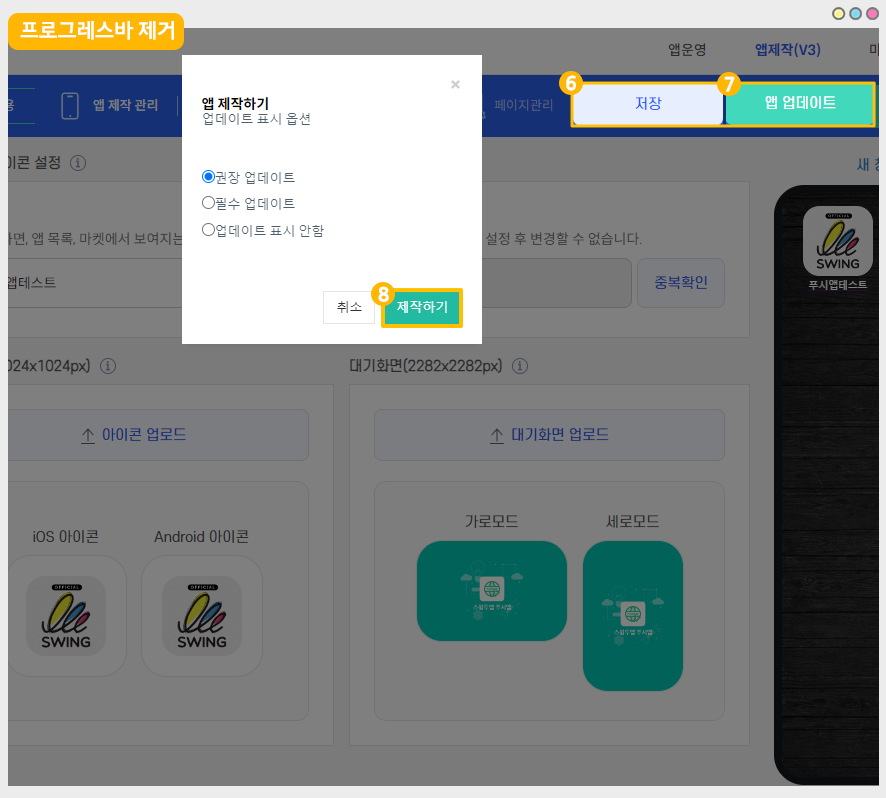 프로그레스바 제거
앱운영
앱제작(V3)
용
앱 제작 관리
페이지관리
6
저장
7
앱 업데이트
×
앱 제작하기
업데이트 표시 옵션
권장 업데이트
필수 업데이트
업데이트 표시 안함
취소
8
제작하기
이콘 설정
새 창
하면, 앱 목록, 마켓에서 보여지는
설정 후 변경할 수 없습니다.
앱테스트
중복확인
OFFICIAL
SWING
푸시앱테스트
024x1024px)
대기화면(2282x2282px)
아이콘 업로드
대기화면 업로드
iOS 아이콘
Android 아이콘
가로모드
세로모드
OFFICIAL
SWING
OFFICIAL
SWING
스윙투앱 푸시앱
스윙투앱 푸시앱